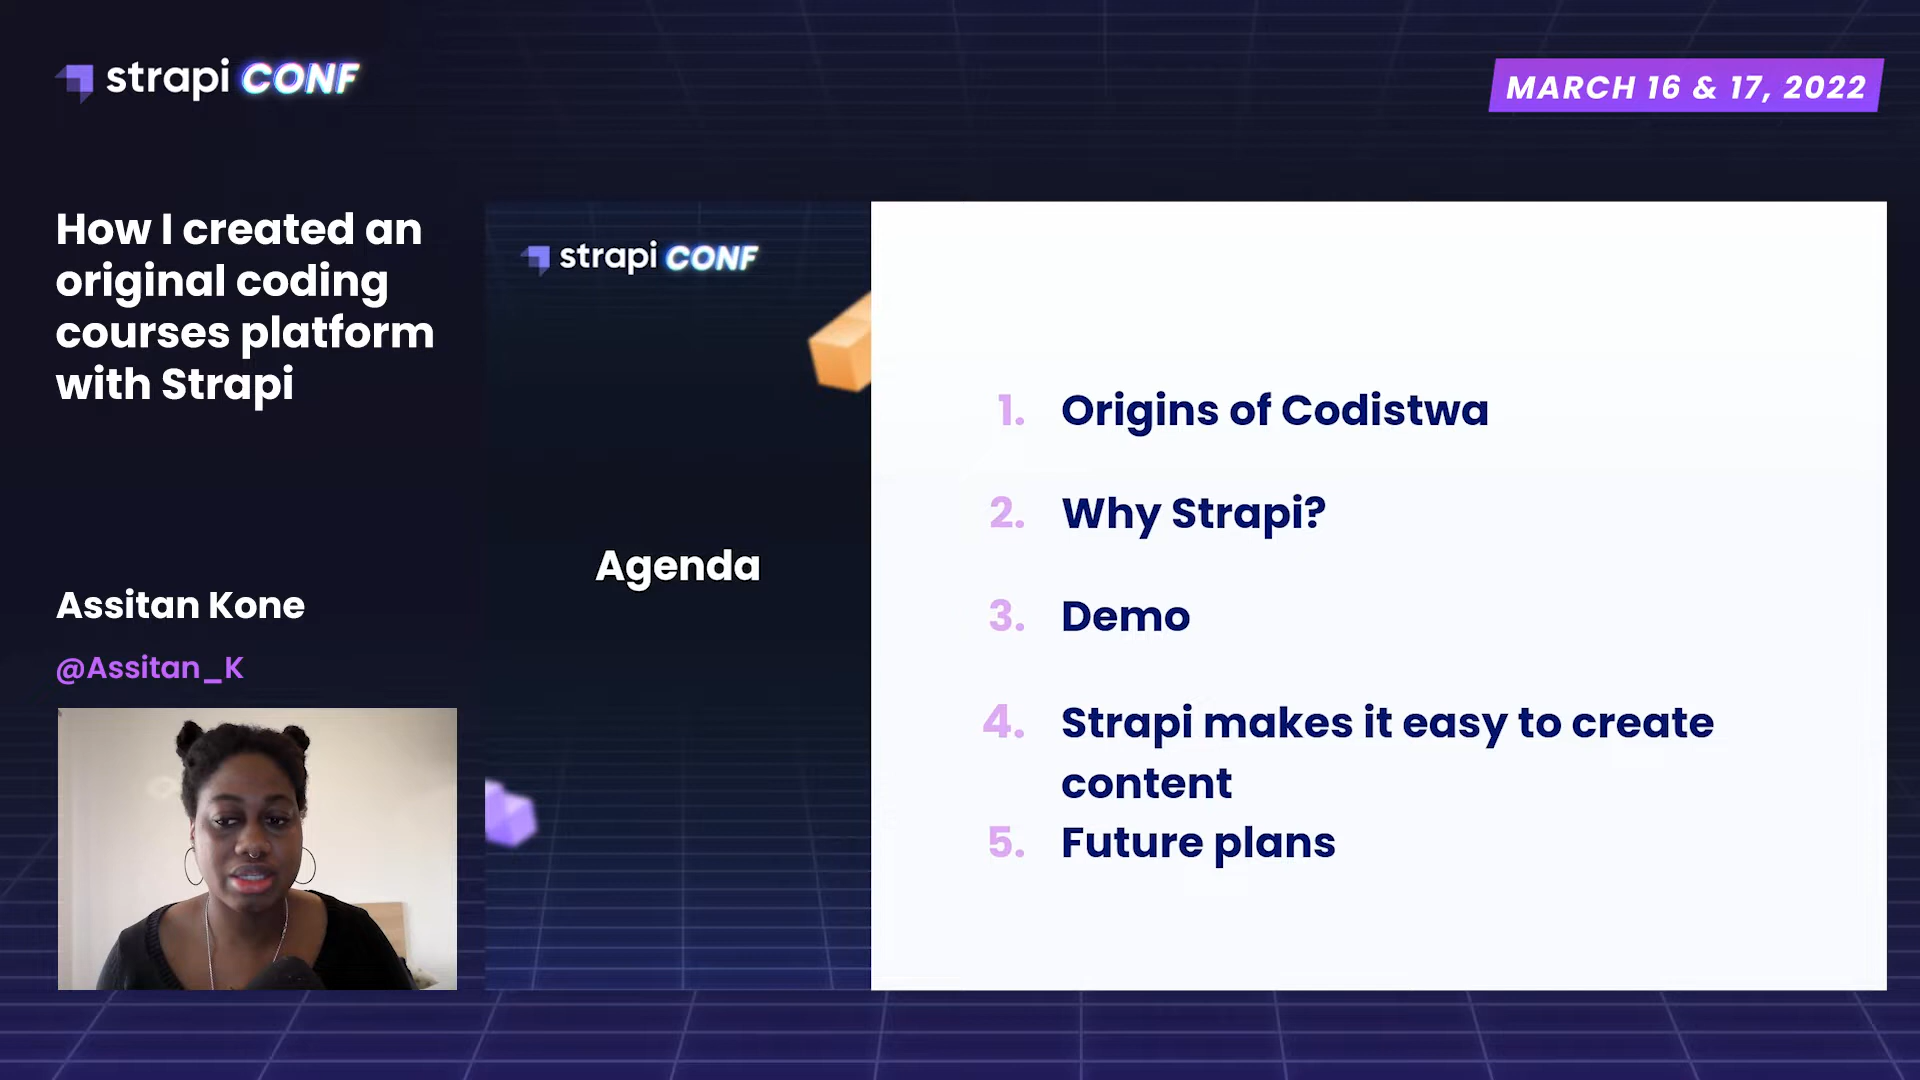 strapi CONF
MARCH 16 & 17, 2022
How I created an
original coding
courses platform
with Strapi
Assitan Kone
@Assitan_K
strapi CONF
Agenda
1. Origins of Codistwa
2. Why Strapi?
3. Demo
4. Strapi makes it easy to create
content
5. Future plans